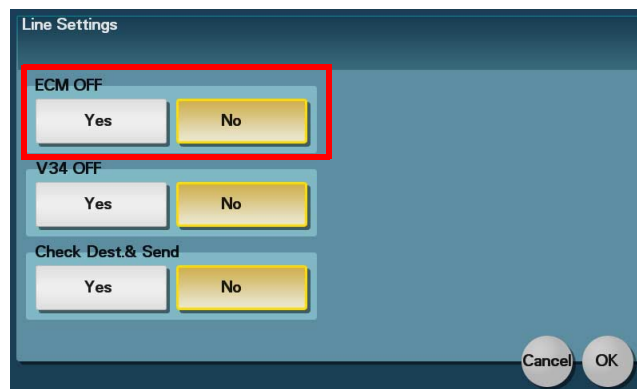 Line Settings
ECM OFF
Yes No
V34 OFF
Yes No
Check Dest.& Send
Yes No
Cancel OK